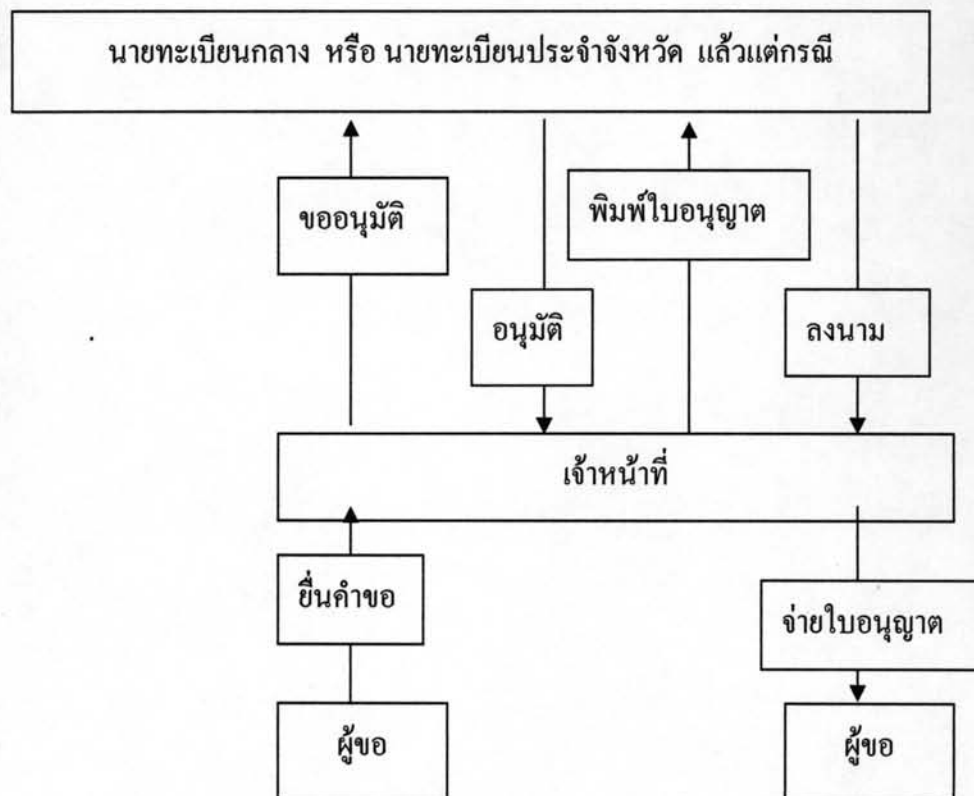 นายทะเบียนกลาง หรือ นายทะเบียนประจำจังหวัด แล้วแต่กรณี
ขออนุมัติ
พิมพ์ใบอนุญาต
อนุมัติ
ลงนาม
เจ้าหน้าที่
ยื่นคำขอ
จ่ายใบอนุญาต
ผู้ขอ
ผู้ขอ